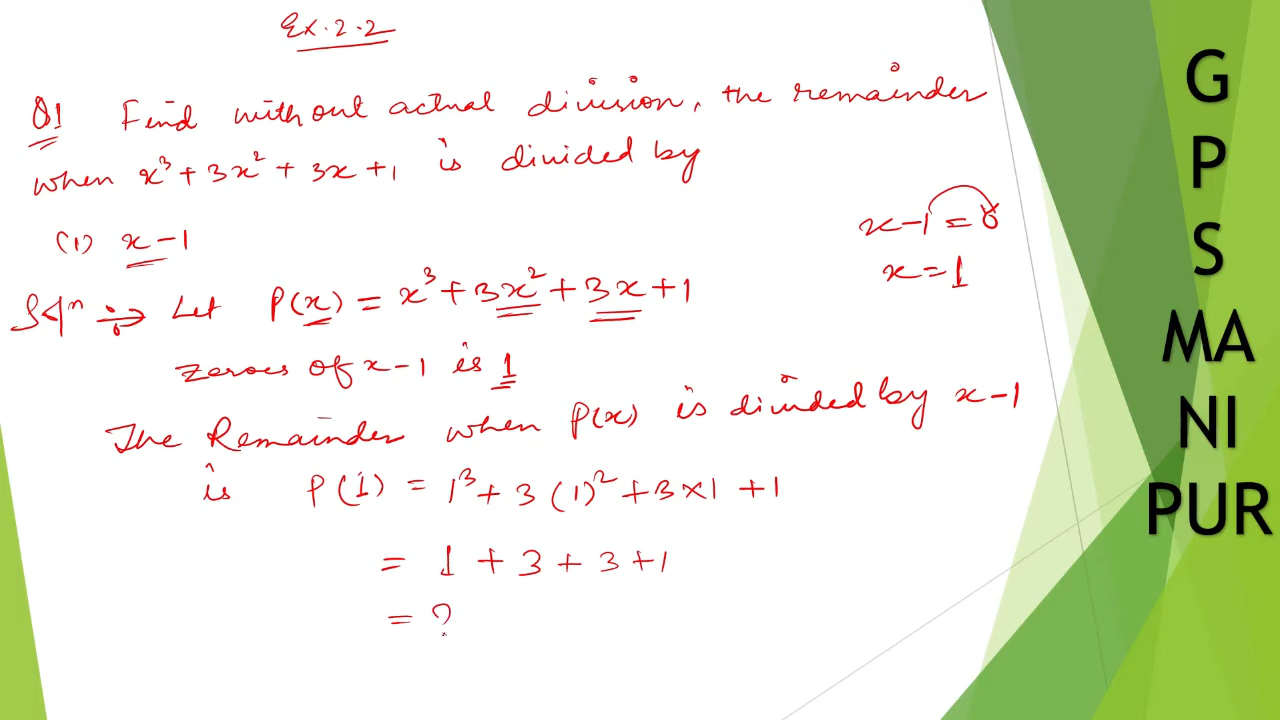 Ex. 2.2
Q1 Find without actual division, the remainder
when x³ + 3x² + 3x + 1 is divided by
(1) x - 1
x - 1 = 0
x = 1
Solⁿ ÷→ Let P(x) = x³ + 3x² + 3x + 1
zeroes of x - 1 is 1
The Remainder when P(x) is divided by x - 1
is P(1) = 1³ + 3 (1)² + 3 × 1 + 1
= 1 + 3 + 3 + 1
= ?
G
P
S
MA
NI
PUR